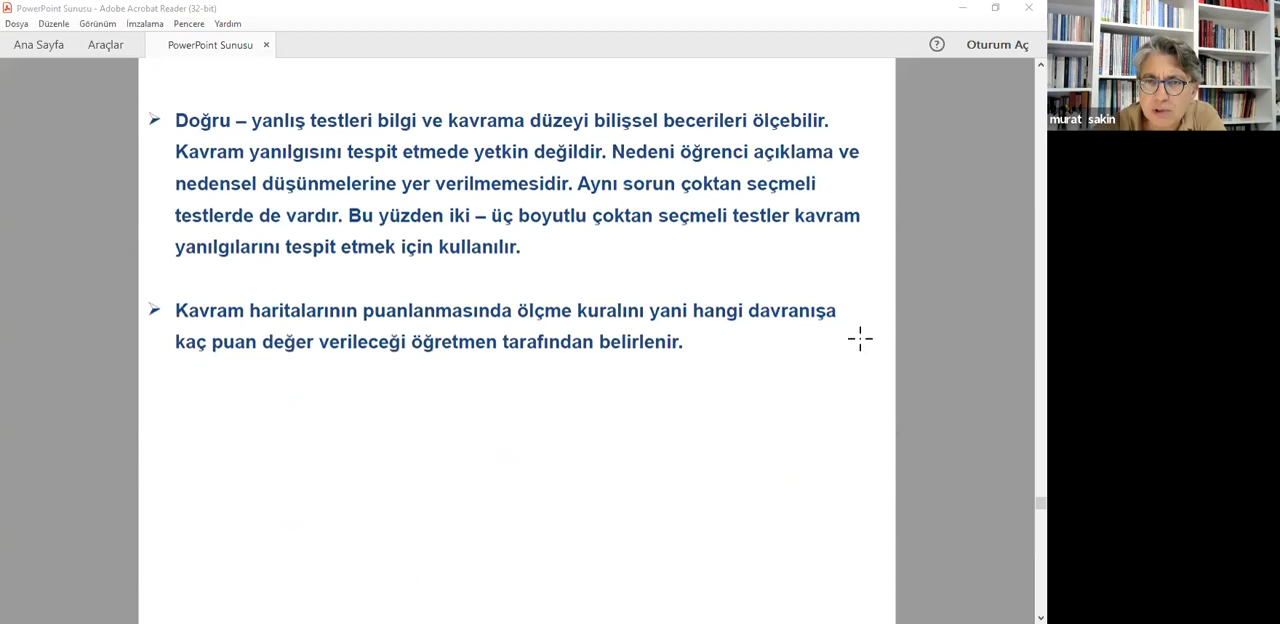 PowerPoint Sunusu - Adobe Acrobat Reader (32-bit)
Dosya Düzenle Görünüm İmzalama Pencere Yardım
Ana Sayfa Araçlar PowerPoint Sunusu × ? Oturum Aç
murat sakin
➢ Doğru – yanlış testleri bilgi ve kavrama düzeyi bilişsel becerileri ölçebilir.
Kavram yanılgısını tespit etmede yetkin değildir. Nedeni öğrenci açıklama ve
nedensel düşünmelerine yer verilmemesidir. Aynı sorun çoktan seçmeli
testlerde de vardır. Bu yüzden iki – üç boyutlu çoktan seçmeli testler kavram
yanılgılarını tespit etmek için kullanılır.
➢ Kavram haritalarının puanlanmasında ölçme kuralını yani hangi davranışa
kaç puan değer verileceği öğretmen tarafından belirlenir.